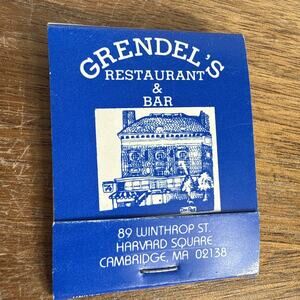 GRENDEL'S
RESTAURANT
&
BAR
89 WINTHROP ST.
HARVARD SQUARE
CAMBRIDGE, MA 02138